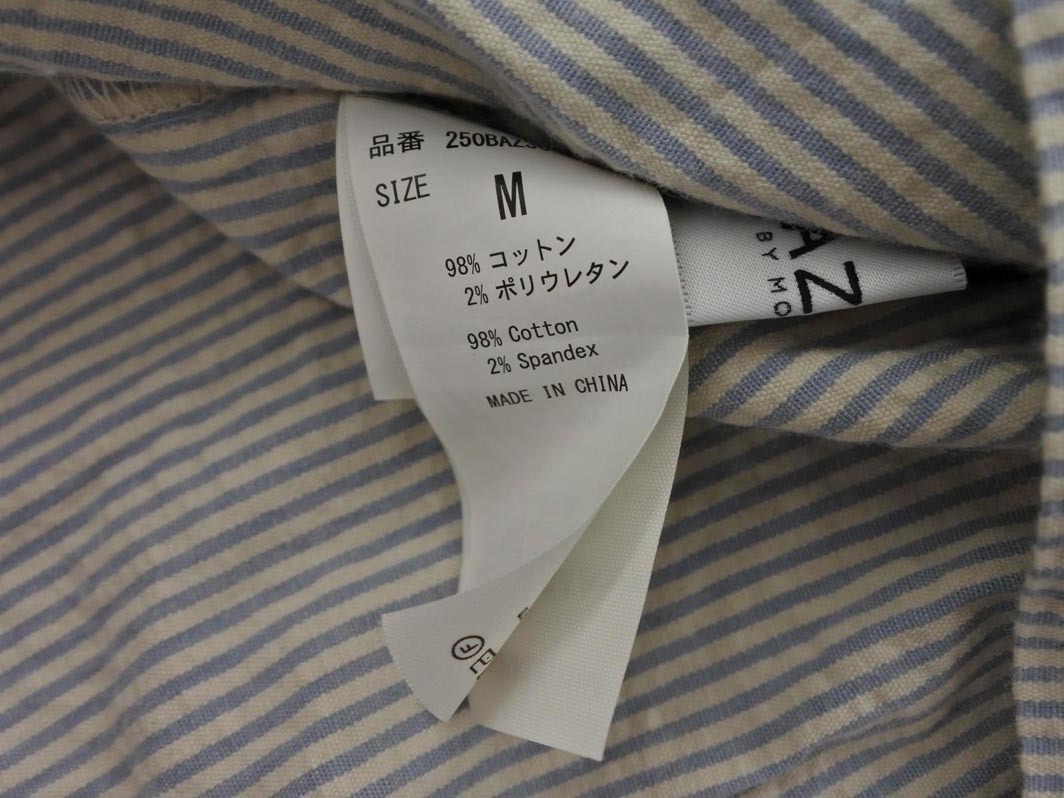 品番
SIZE M
98% コットン
2% ポリウレタン
98% Cotton
2% Spandex
MADE IN CHINA
AZ
BY MO
F